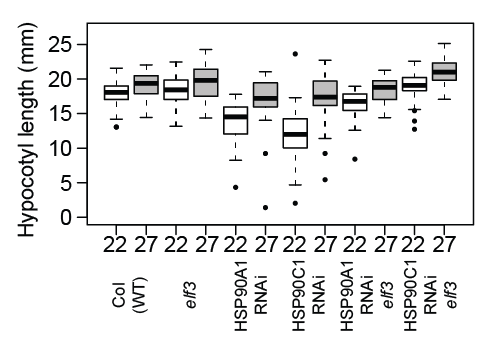 Hypocotyl length (mm)
25
20
15
10
5
0
22 27 22 27 22 27 22 27 22 27 22 27
Col
(WT)
elf3
HSP90A1
RNAi
HSP90C1
RNAi
HSP90A1
RNAi
elf3
HSP90C1
RNAi
elf3